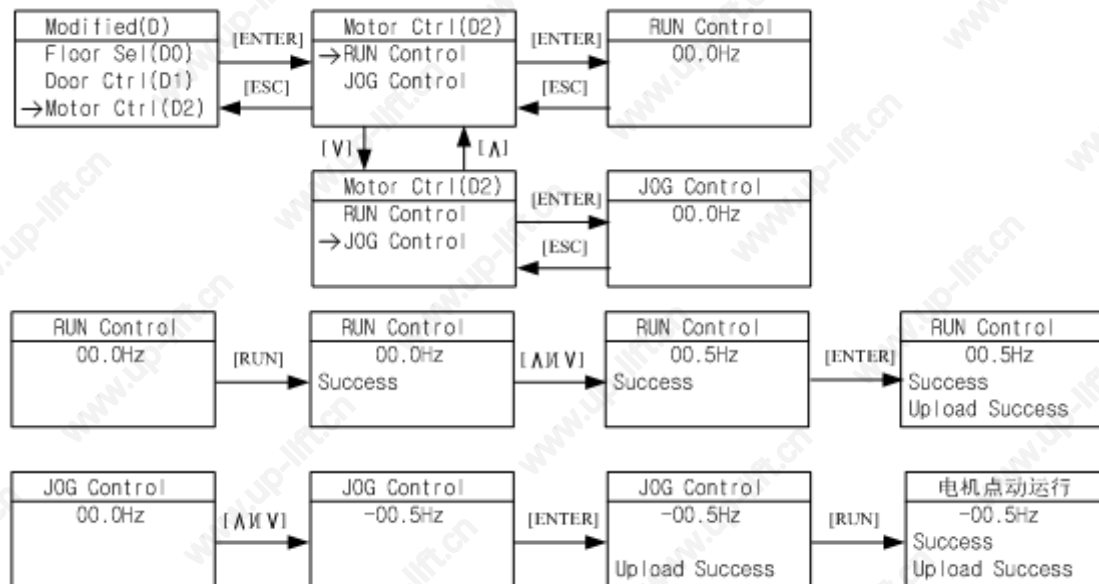 Modified(D)
Floor Sel(D0)
Door Ctrl(D1)
→Motor Ctrl(D2)
[ENTER]
[ESC]
Motor Ctrl(D2)
→RUN Control
JOG Control
[ENTER]
[ESC]
RUN Control
00.0Hz
[V]
[Λ]
Motor Ctrl(D2)
RUN Control
→JOG Control
[ENTER]
[ESC]
JOG Control
00.0Hz
RUN Control
00.0Hz
[RUN]
RUN Control
00.0Hz
Success
[Λ]/[V]
RUN Control
00.5Hz
Success
[ENTER]
RUN Control
00.5Hz
Success
Upload Success
JOG Control
00.0Hz
[Λ]/[V]
JOG Control
-00.5Hz
[ENTER]
JOG Control
-00.5Hz
Upload Success
[RUN]
电机点动运行
-00.5Hz
Success
Upload Success
www.up-lift.cn